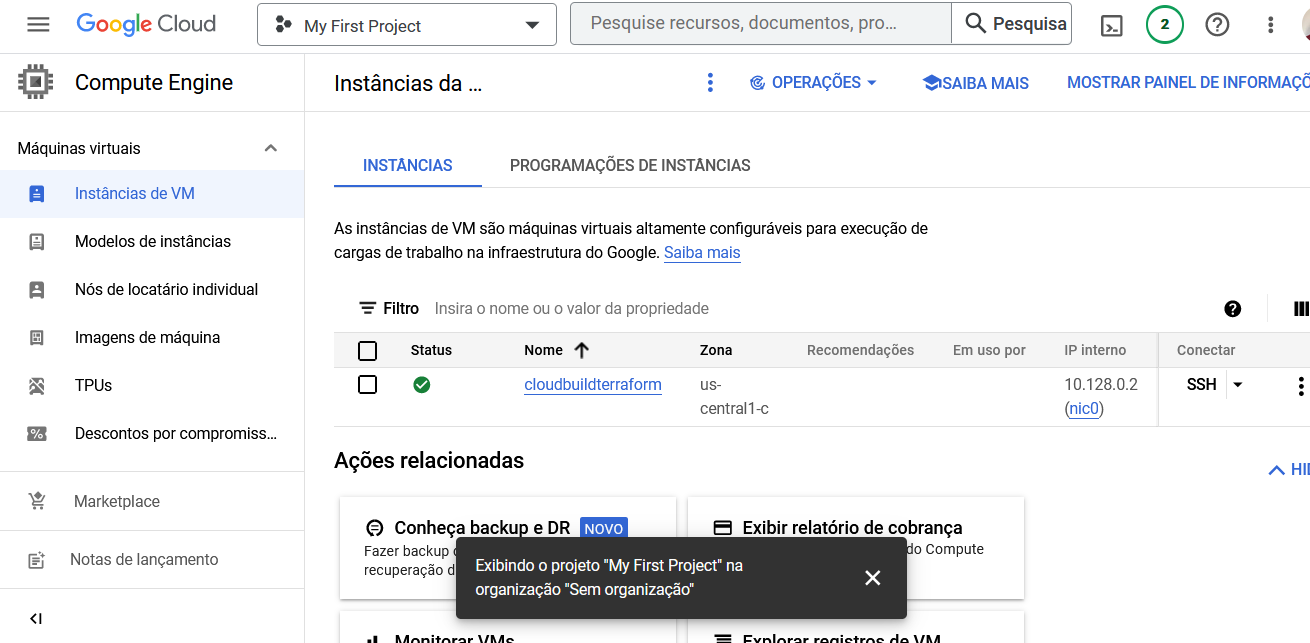 Google Cloud
My First Project
Pesquise recursos, documentos, pro...
Pesquisa
2
Compute Engine
Instâncias da ...
OPERAÇÕES
SAIBA MAIS
MOSTRAR PAINEL DE INFORMAÇÕ
Máquinas virtuais
Instâncias de VM
Modelos de instâncias
Nós de locatário individual
Imagens de máquina
TPUs
Descontos por compromiss...
Marketplace
Notas de lançamento
INSTÂNCIAS
PROGRAMAÇÕES DE INSTÂNCIAS
As instâncias de VM são máquinas virtuais altamente configuráveis para execução de
cargas de trabalho na infraestrutura do Google. Saiba mais
Filtro Insira o nome ou o valor da propriedade
Status Nome Zona Recomendações Em uso por IP interno Conectar
cloudbuildterraform us- 10.128.0.2 SSH
central1-c (nic0)
Ações relacionadas
Conheça backup e DR NOVO
Fazer backup
recuperação d
Exibir relatório de cobrança
do Compute
Exibindo o projeto "My First Project" na
organização "Sem organização"
Monitorar VMs
Explorar registros de VM